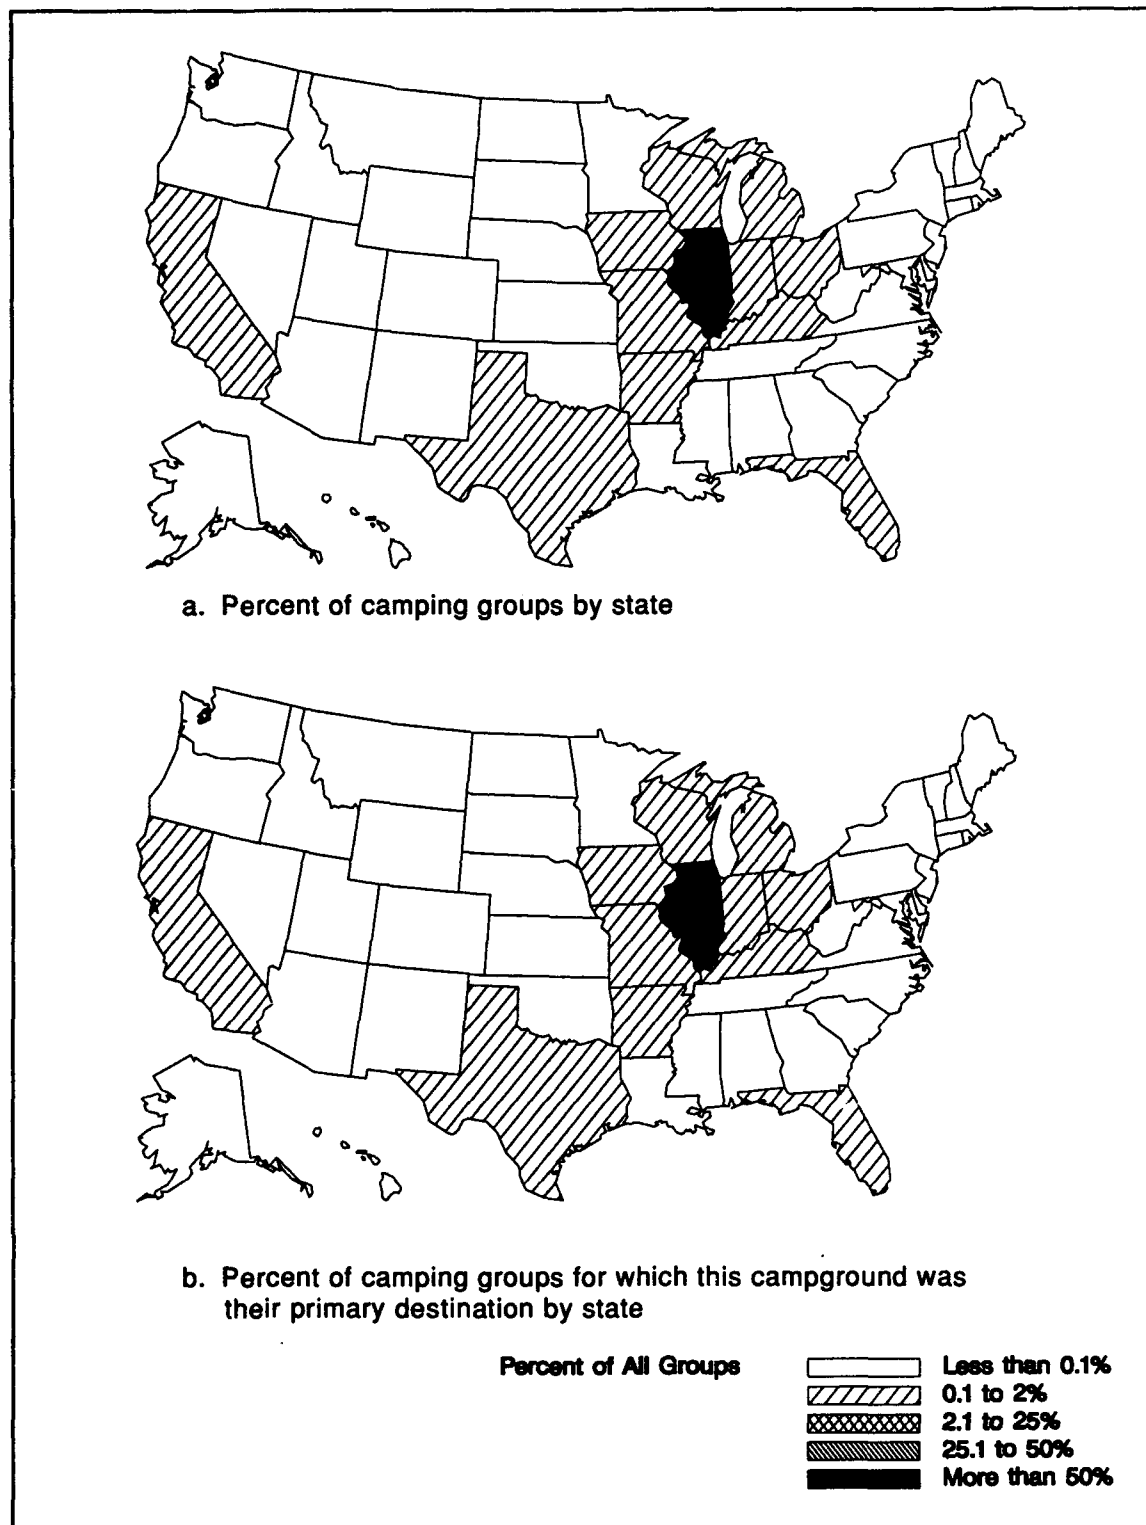 a. Percent of camping groups by state
b. Percent of camping groups for which this campground was
their primary destination by state
Percent of All Groups
Less than 0.1%
0.1 to 2%
2.1 to 25%
25.1 to 50%
More than 50%